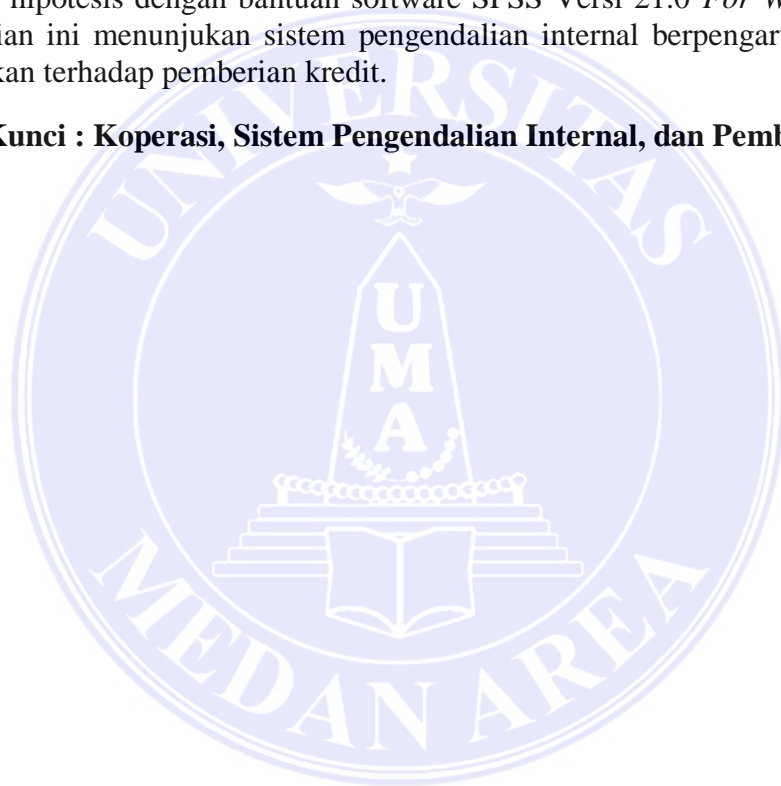 hipotesis dengan bantuan software SPSS Versi 21.0 For W
ian ini menunjukan sistem pengendalian internal berpengar
kan terhadap pemberian kredit.
Kunci : Koperasi, Sistem Pengendalian Internal, dan Pemb
UNIVERSITAS
UMA
MEDAN AREA